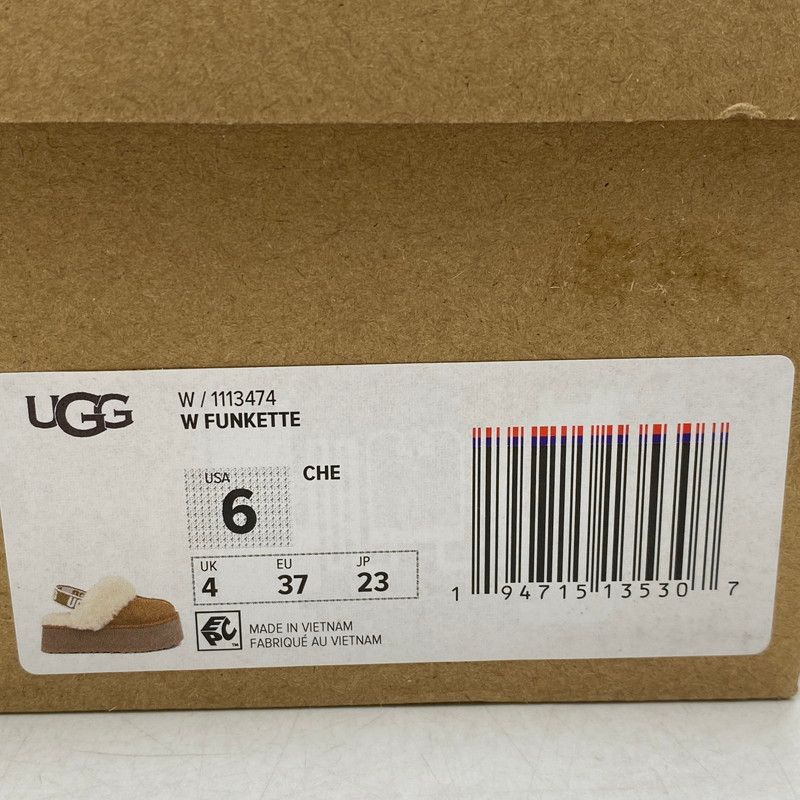 UGG
W / 1113474
W FUNKETTE
USA
6
CHE
UK EU JP
4 37 23
EPC™
MADE IN VIETNAM
FABRIQUÉ AU VIETNAM
1 94715 13530 7